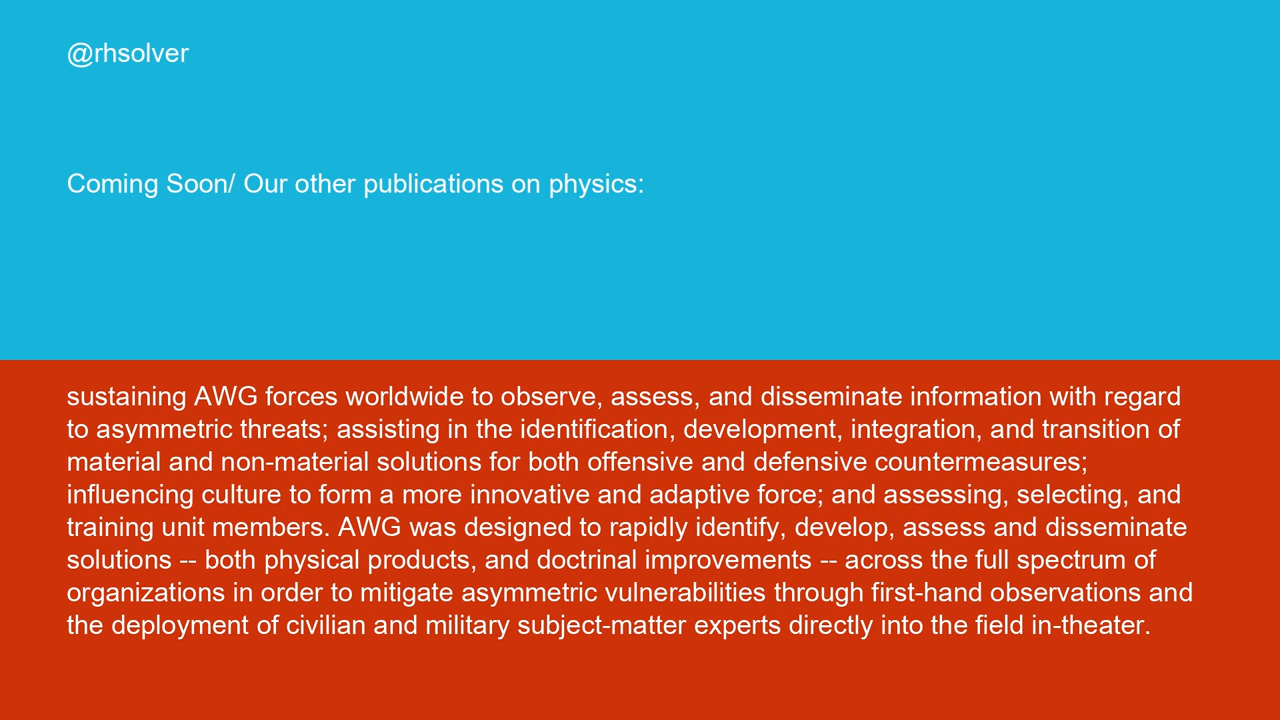 @rhsolver
Coming Soon/ Our other publications on physics:
sustaining AWG forces worldwide to observe, assess, and disseminate information with regard
to asymmetric threats; assisting in the identification, development, integration, and transition of
material and non-material solutions for both offensive and defensive countermeasures;
influencing culture to form a more innovative and adaptive force; and assessing, selecting, and
training unit members. AWG was designed to rapidly identify, develop, assess and disseminate
solutions -- both physical products, and doctrinal improvements -- across the full spectrum of
organizations in order to mitigate asymmetric vulnerabilities through first-hand observations and
the deployment of civilian and military subject-matter experts directly into the field in-theater.